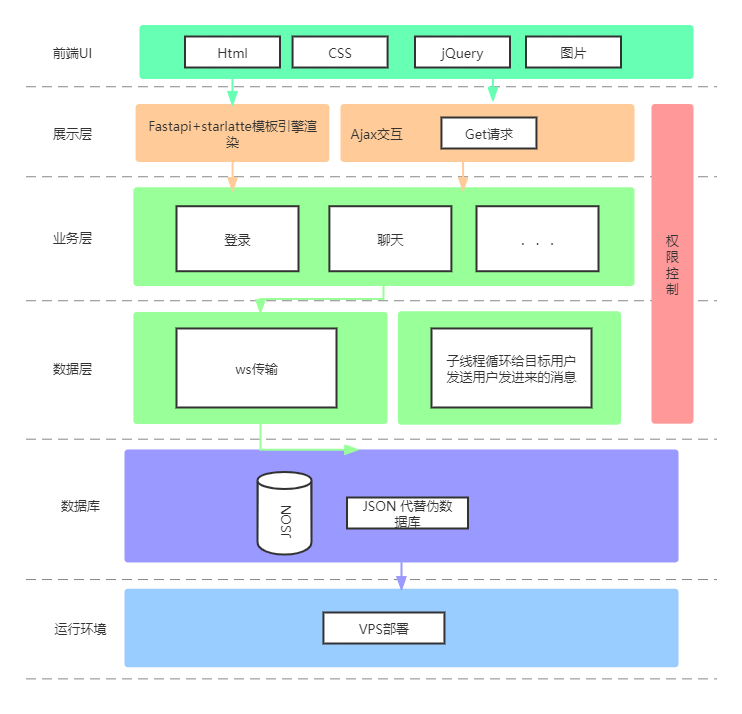 前端UI
Html
CSS
jQuery
图片
展示层
Fastapi+starlatte模板引擎渲
染
Ajax交互
Get请求
业务层
登录
聊天
. . .
权
限
控
制
数据层
ws传输
子线程循环给目标用户
发送用户发进来的消息
数据库
JSON
JSON 代替伪数
据库
运行环境
VPS部署